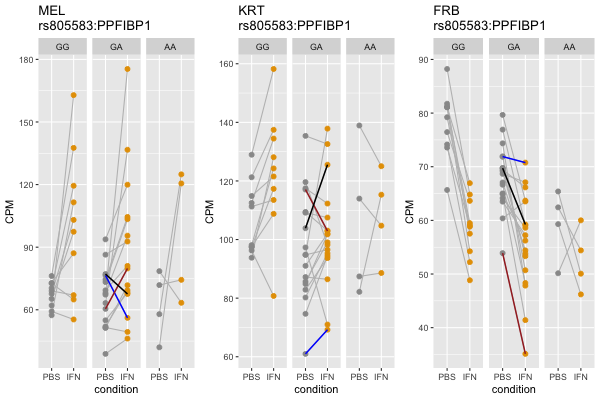 MEL
rs805583:PPFIBP1
GG GA AA
180
150
120
90
60
CPM
PBS IFN PBS IFN PBS IFN
condition
KRT
rs805583:PPFIBP1
GG GA AA
160
140
120
100
80
60
CPM
PBS IFN PBS IFN PBS IFN
condition
FRB
rs805583:PPFIBP1
GG GA AA
90
80
70
60
50
40
CPM
PBS IFN PBS IFN PBS IFN
condition